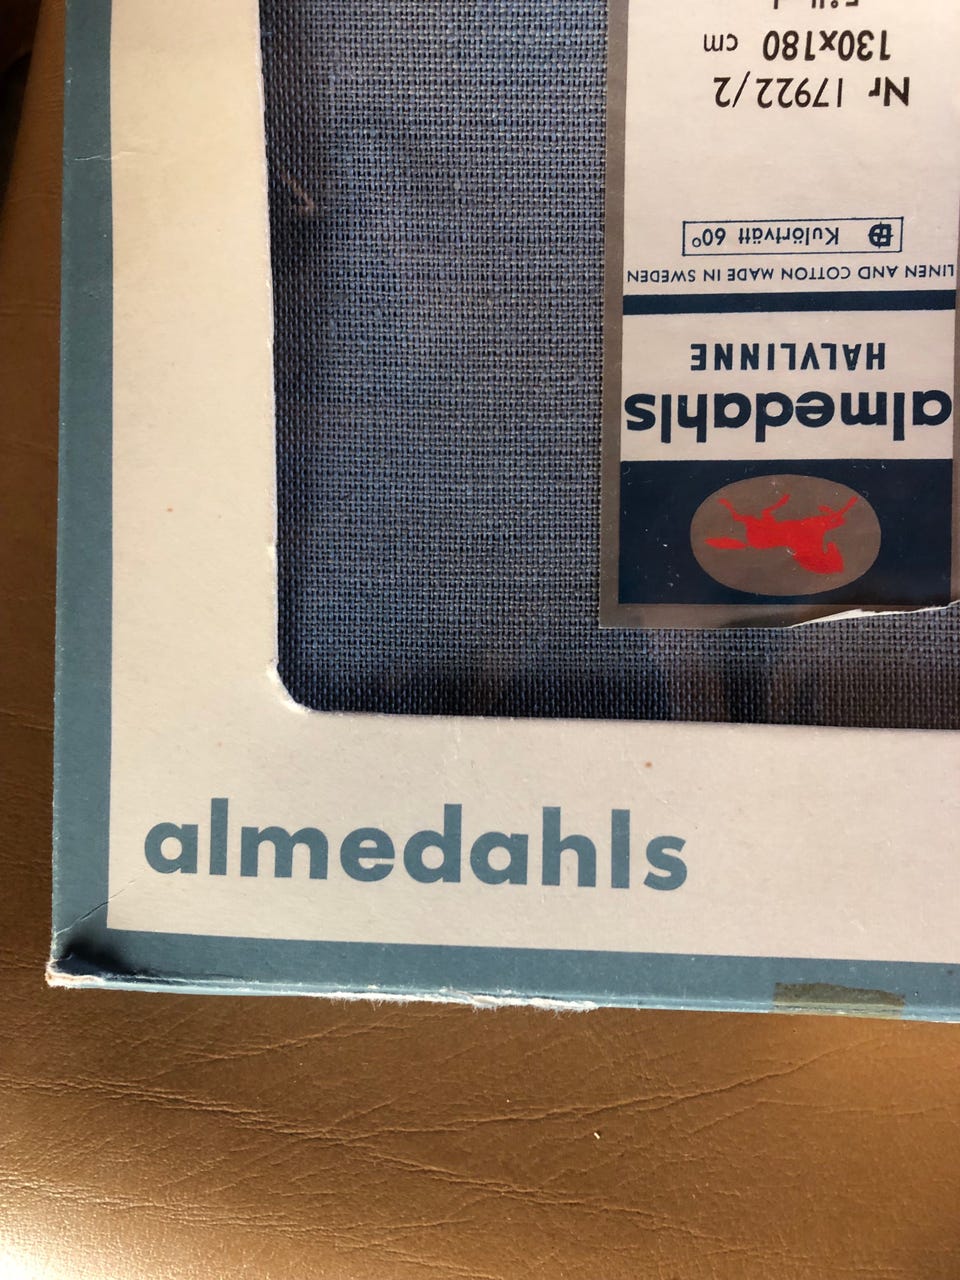 almedahls
HALVLINNE
LINEN AND COTTON MADE IN SWEDEN
Kulörtvätt 60°
Nr 17922/2
130x180 cm
almedahls